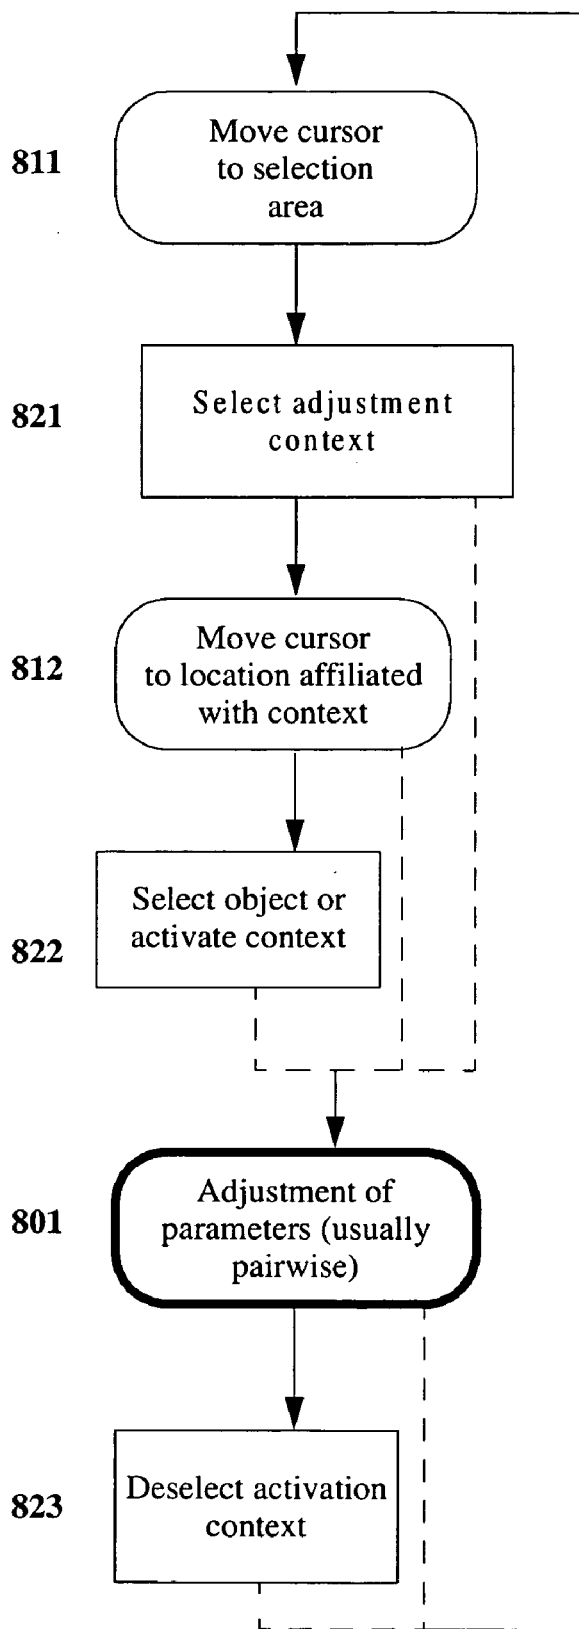 811
Move cursor
to selection
area
821
Select adjustment
context
812
Move cursor
to location affiliated
with context
822
Select object or
activate context
801
Adjustment of
parameters (usually
pairwise)
823
Deselect activation
context